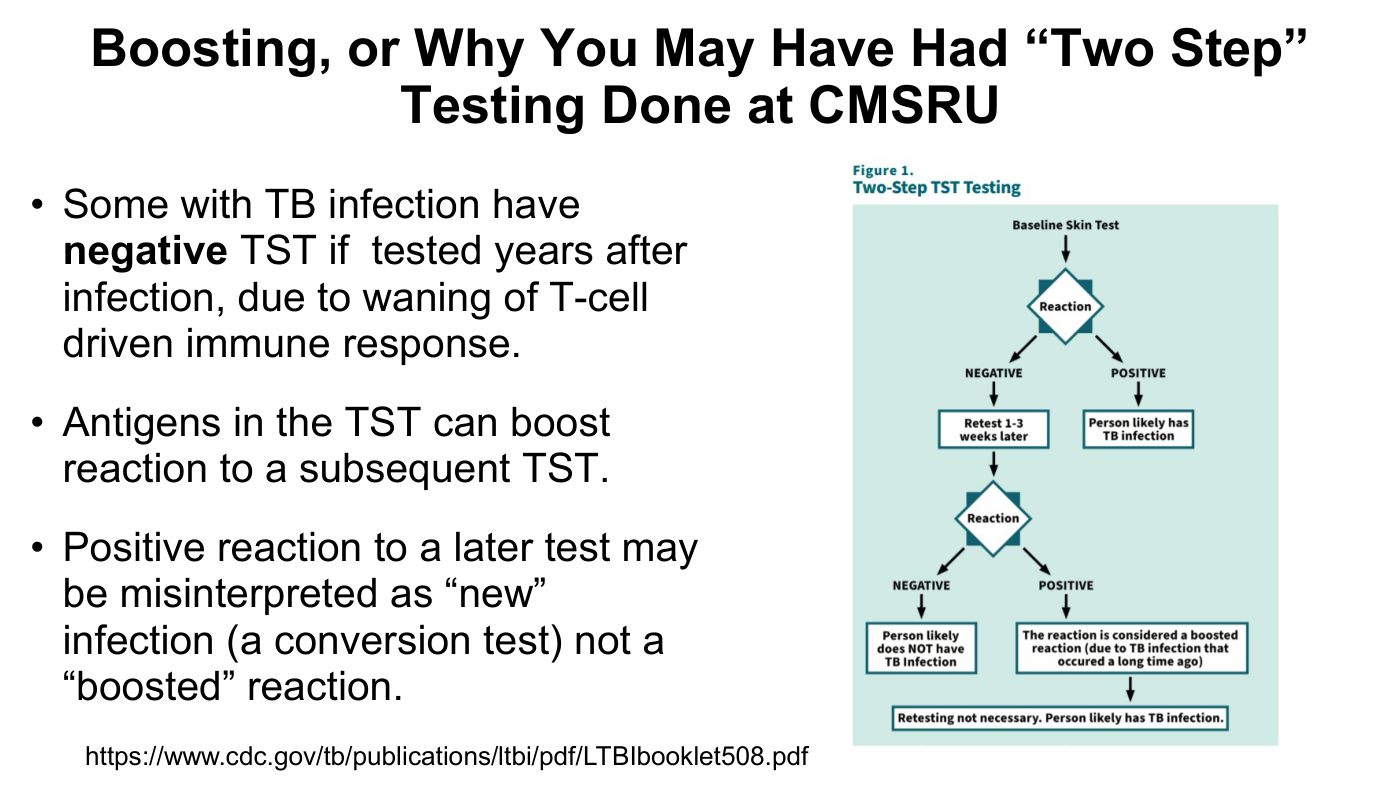 Boosting, or Why You May Have Had “Two Step”
Testing Done at CMSRU
• Some with TB infection have
negative TST if  tested years after
infection, due to waning of T-cell
driven immune response.
• Antigens in the TST can boost
reaction to a subsequent TST.
• Positive reaction to a later test may
be misinterpreted as “new”
infection (a conversion test) not a
“boosted” reaction.
https://www.cdc.gov/tb/publications/ltbi/pdf/LTBIbooklet508.pdf
Figure 1.
Two-Step TST Testing
Baseline Skin Test
Reaction
NEGATIVE
POSITIVE
Retest 1-3
weeks later
Person likely has
TB infection
Reaction
NEGATIVE
POSITIVE
Person likely
does NOT have
TB Infection
The reaction is considered a boosted
reaction (due to TB infection that
occured a long time ago)
Retesting not necessary. Person likely has TB infection.